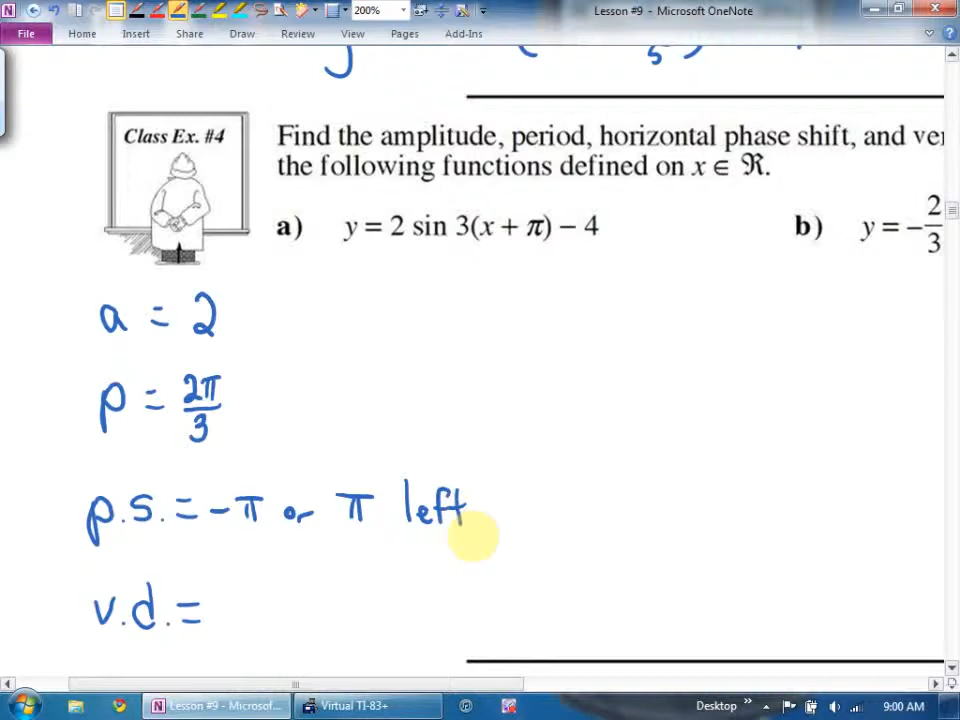 200%
Lesson #9 - Microsoft OneNote
File Home Insert Share Draw Review View Pages Add-Ins
Class Ex. #4
Find the amplitude, period, horizontal phase shift, and ver
the following functions defined on x ∈ ℜ.
a) y = 2 sin 3(x + π) − 4
b) y = −2/3
a = 2
p = 2π/3
p.s. = -π or π left
v.d. =
Lesson #9 - Microsof... Virtual TI-83+ Desktop » 9:00 AM